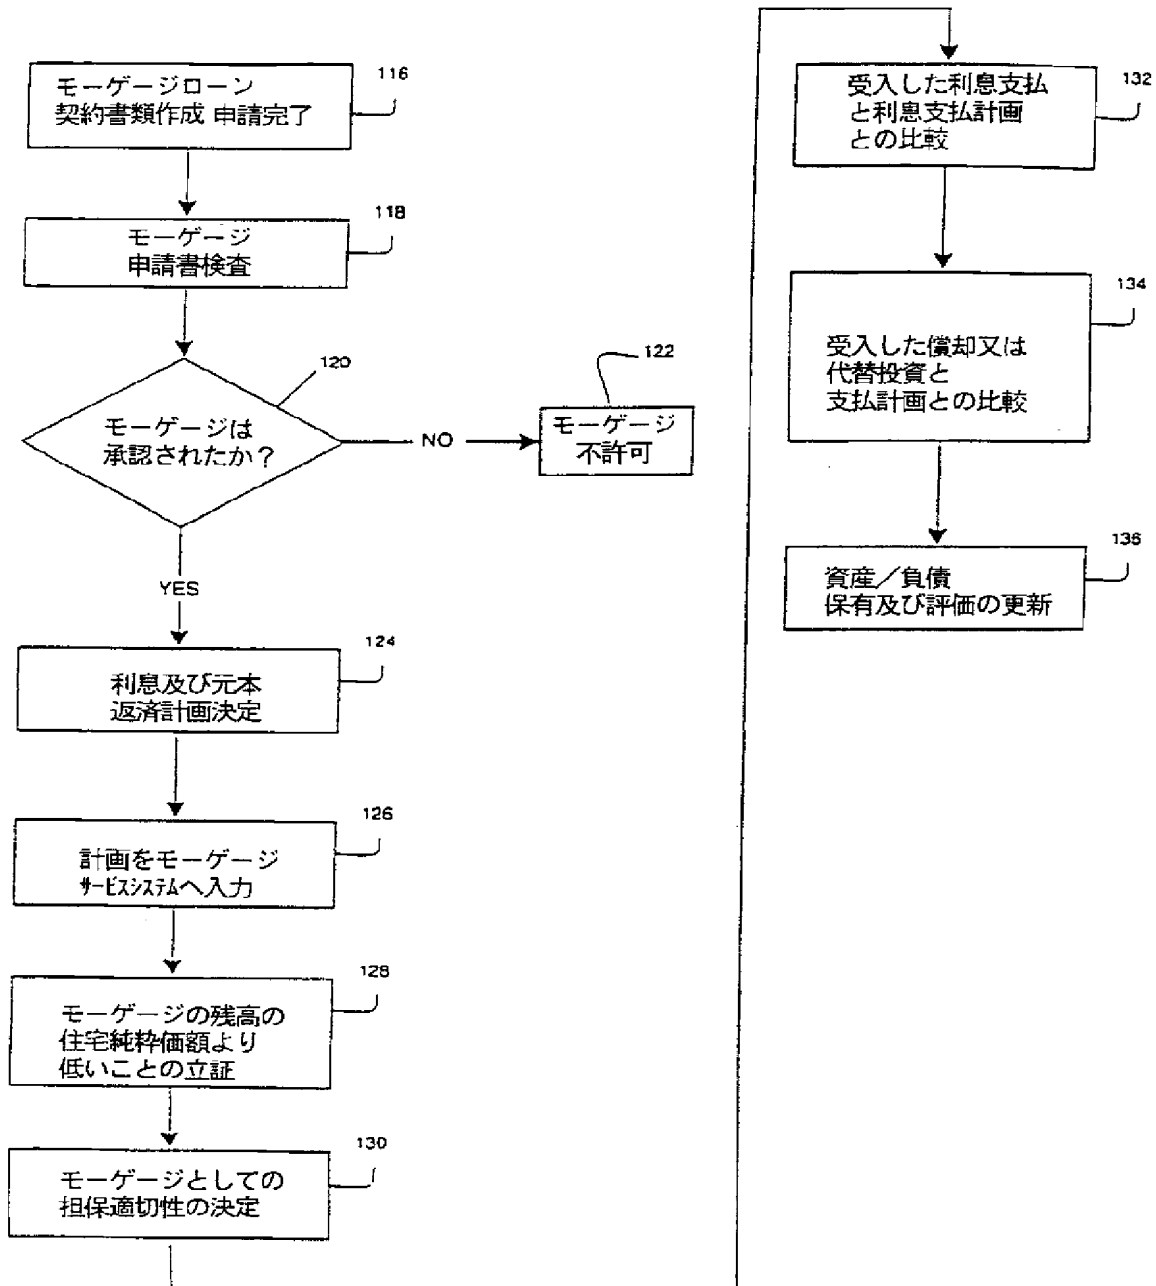 モーゲージローン
契約書類作成 申請完了
116
モーゲージ
申請書検査
118
モーゲージは
承認されたか？
120
NO
モーゲージ
不許可
122
YES
利息及び元本
返済計画決定
124
計画をモーゲージ
ｻｰﾋﾞｽｼｽﾃﾑへ入力
126
モーゲージの残高の
住宅純粋価額より
低いことの立証
128
モーゲージとしての
担保適切性の決定
130
受入した利息支払
と利息支払計画
との比較
132
受入した償却又は
代替投資と
支払計画との比較
134
資産／負債
保有及び評価の更新
136